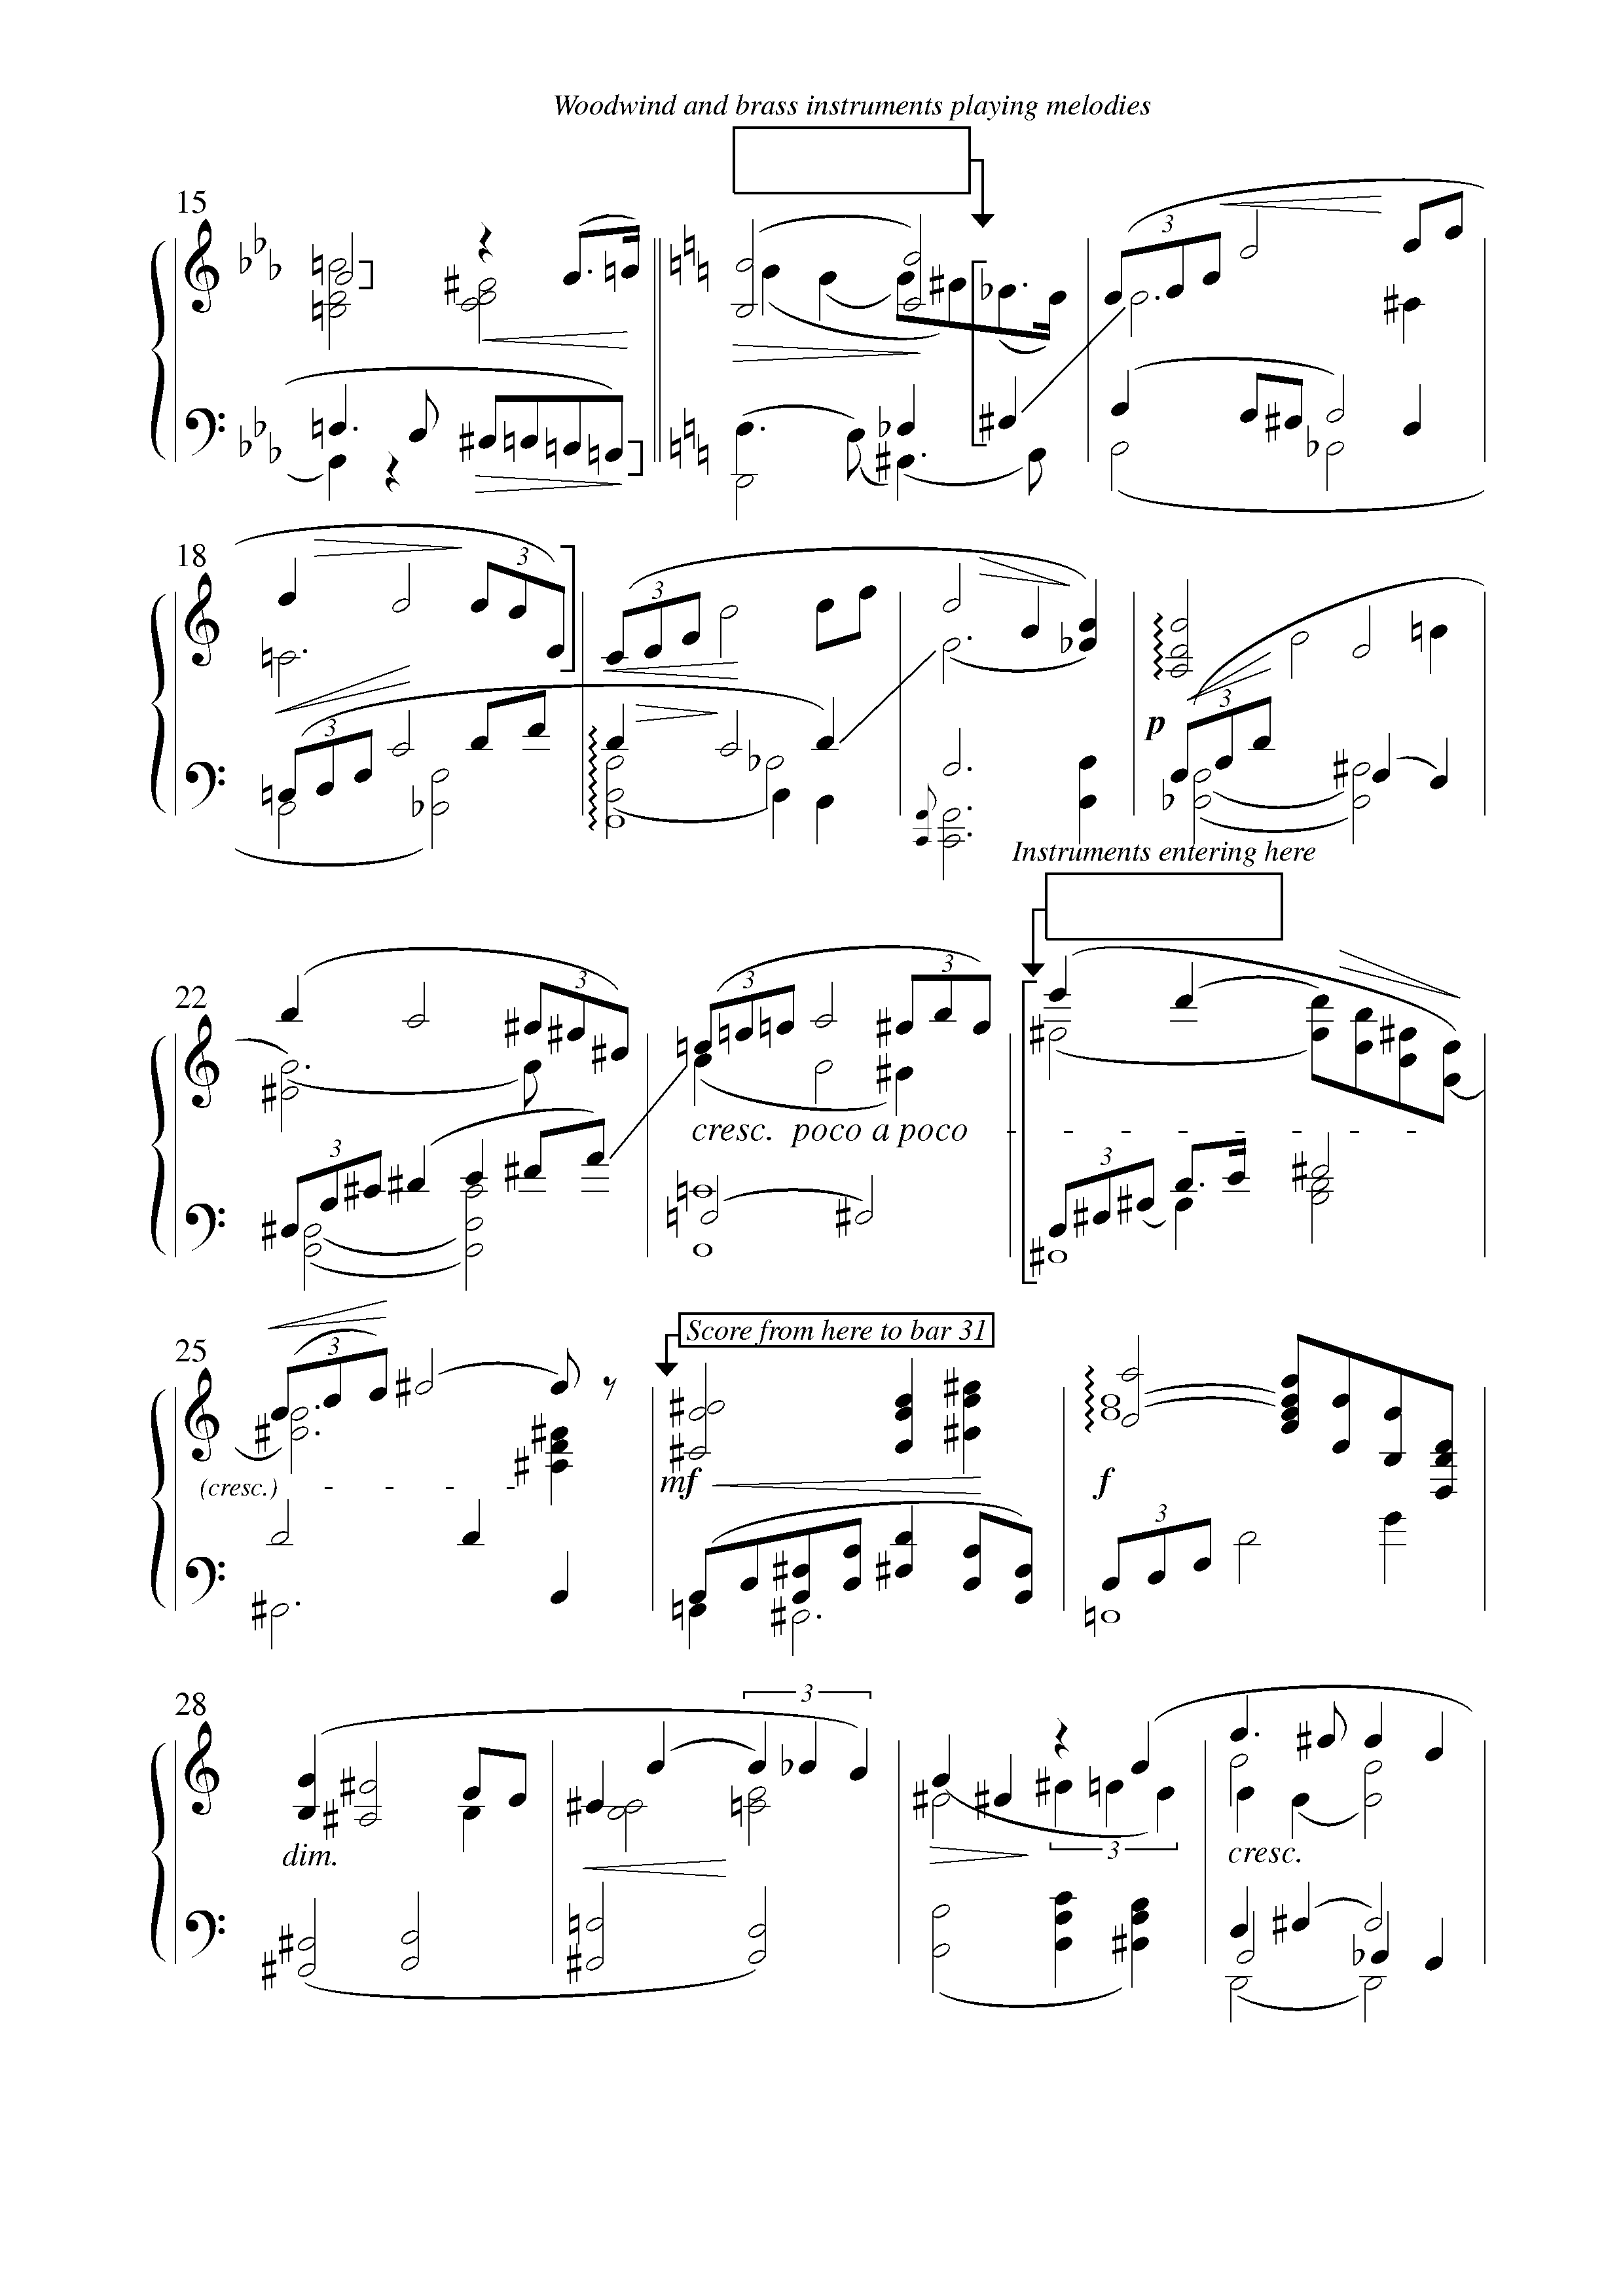 Woodwind and brass instruments playing melodies
15
3
18
3
3
3
p
3
Instruments entering here
22
3
3
3
3
cresc. poco a poco
3
25
3
Score from here to bar 31
(cresc.)
mf
f
3
28
3
dim.
3
cresc.